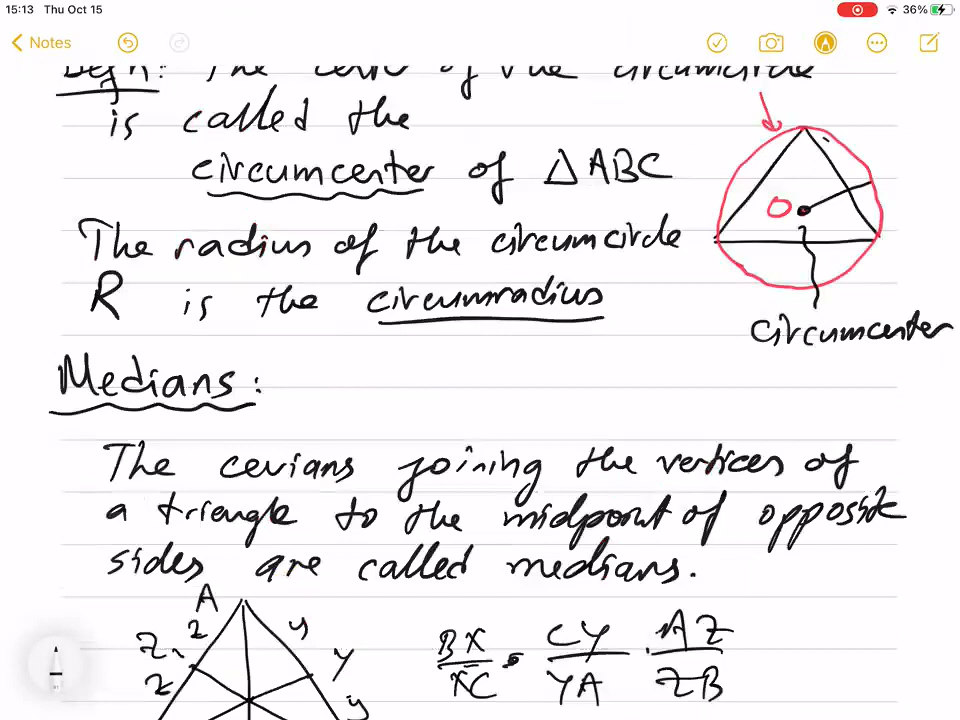 15:13 Thu Oct 15
36%
Notes
is called the
circumcenter of △ABC
O
The radius of the circumcircle
R is the circumradius
circumcenter
Medians:
The cevians joining the vertices of
a triangle to the midpoint of opposite
sides are called medians.
A
z y
Z Y
z y
BX/XC · CY/YA · AZ/ZB